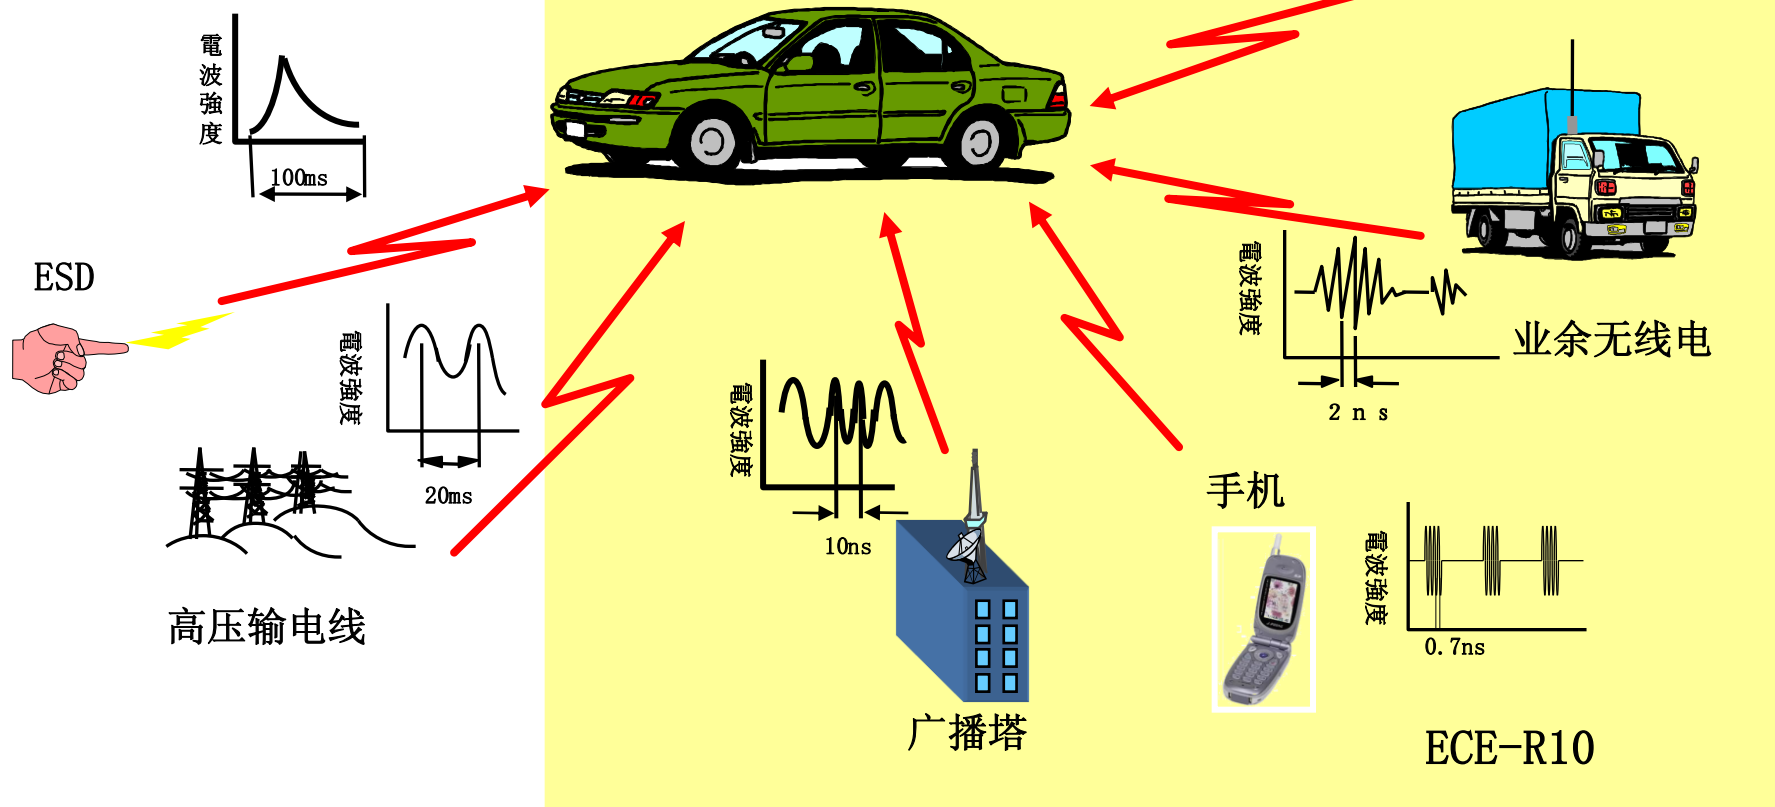 電波強度
100ms
ESD
電波強度
20ms
高压输电线
電波強度
10ns
广播塔
電波強度
2 n s
业余无线电
手机
電波強度
0.7ns
ECE-R10